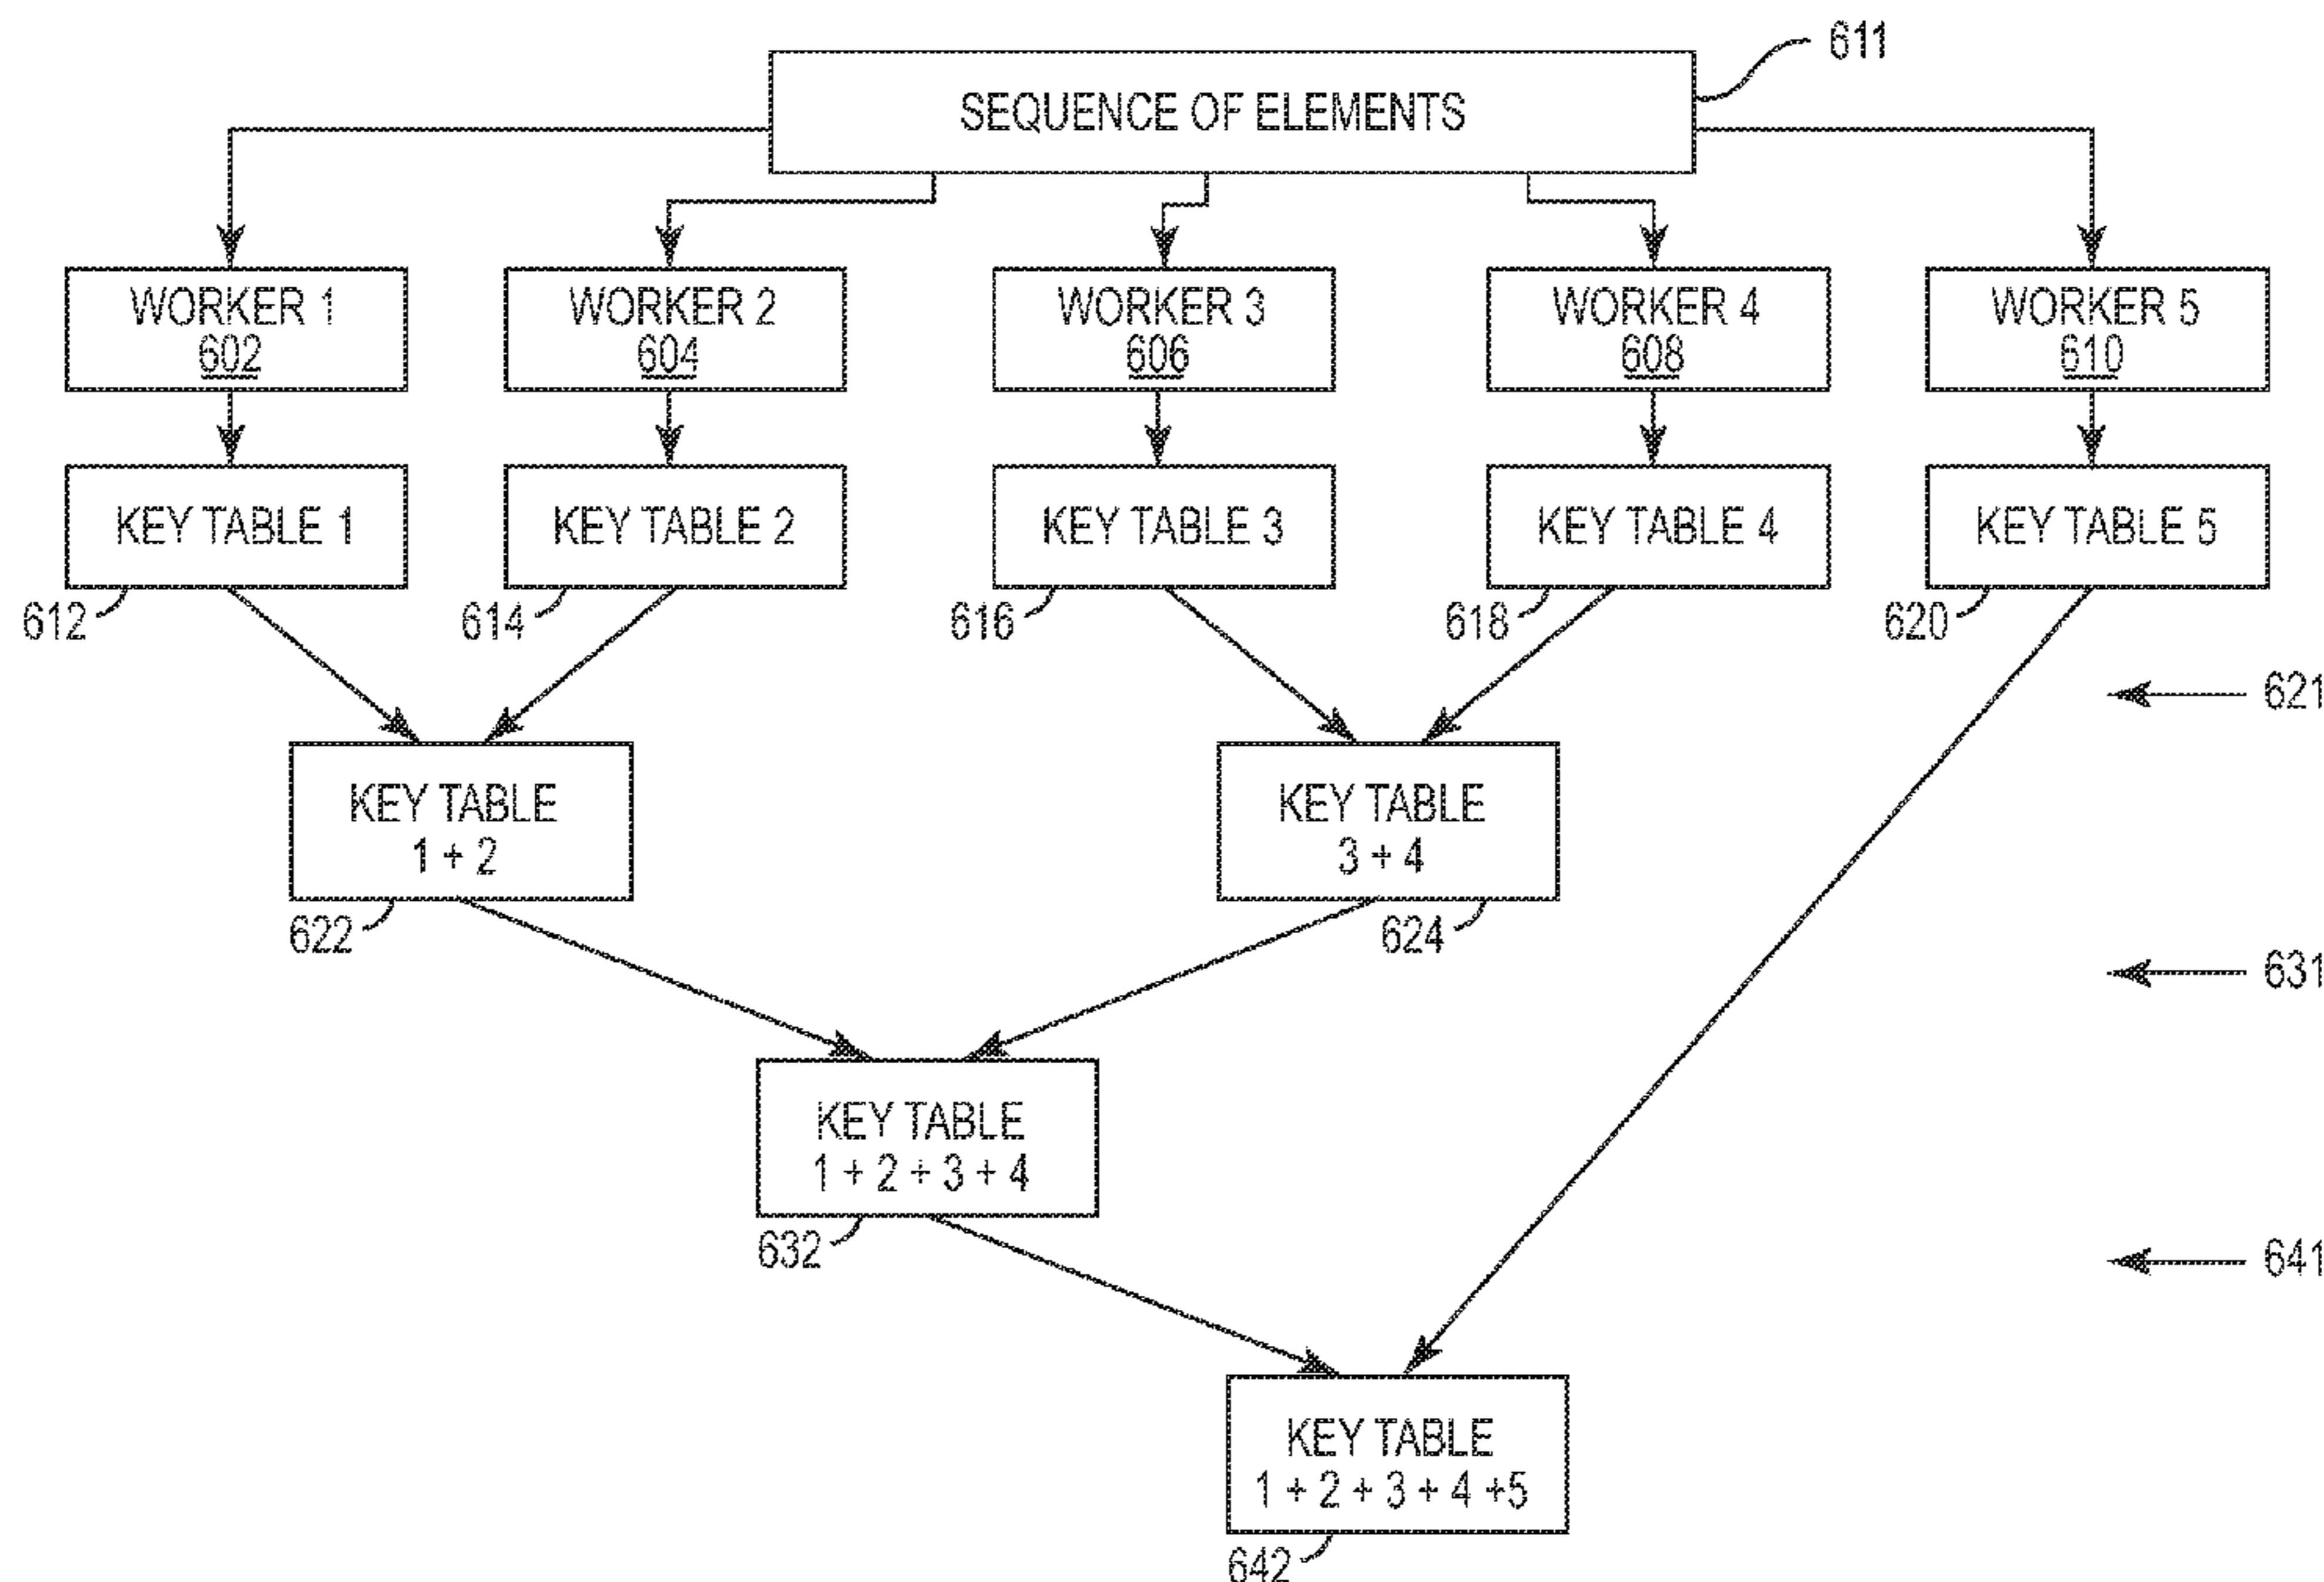 611
SEQUENCE OF ELEMENTS
WORKER 1
602
WORKER 2
604
WORKER 3
606
WORKER 4
608
WORKER 5
610
KEY TABLE 1
KEY TABLE 2
KEY TABLE 3
KEY TABLE 4
KEY TABLE 5
612
614
616
618
620
621
KEY TABLE
1 + 2
KEY TABLE
3 + 4
622
624
631
KEY TABLE
1 + 2 + 3 + 4
632
641
KEY TABLE
1 + 2 + 3 + 4 +5
642